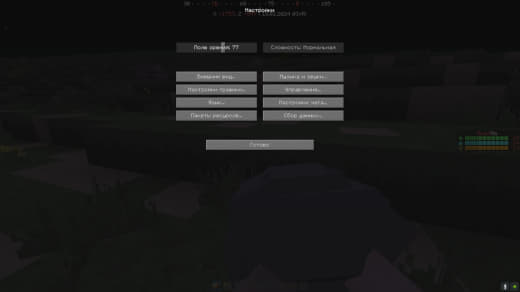 Настройки
Поле зрения: 77
Сложность: Нормальная
Внешний вид...
Музыка и звуки...
Настройки графики...
Управление...
Язык...
Настройки чата...
Пакеты ресурсов...
Сбор данных...
Готово